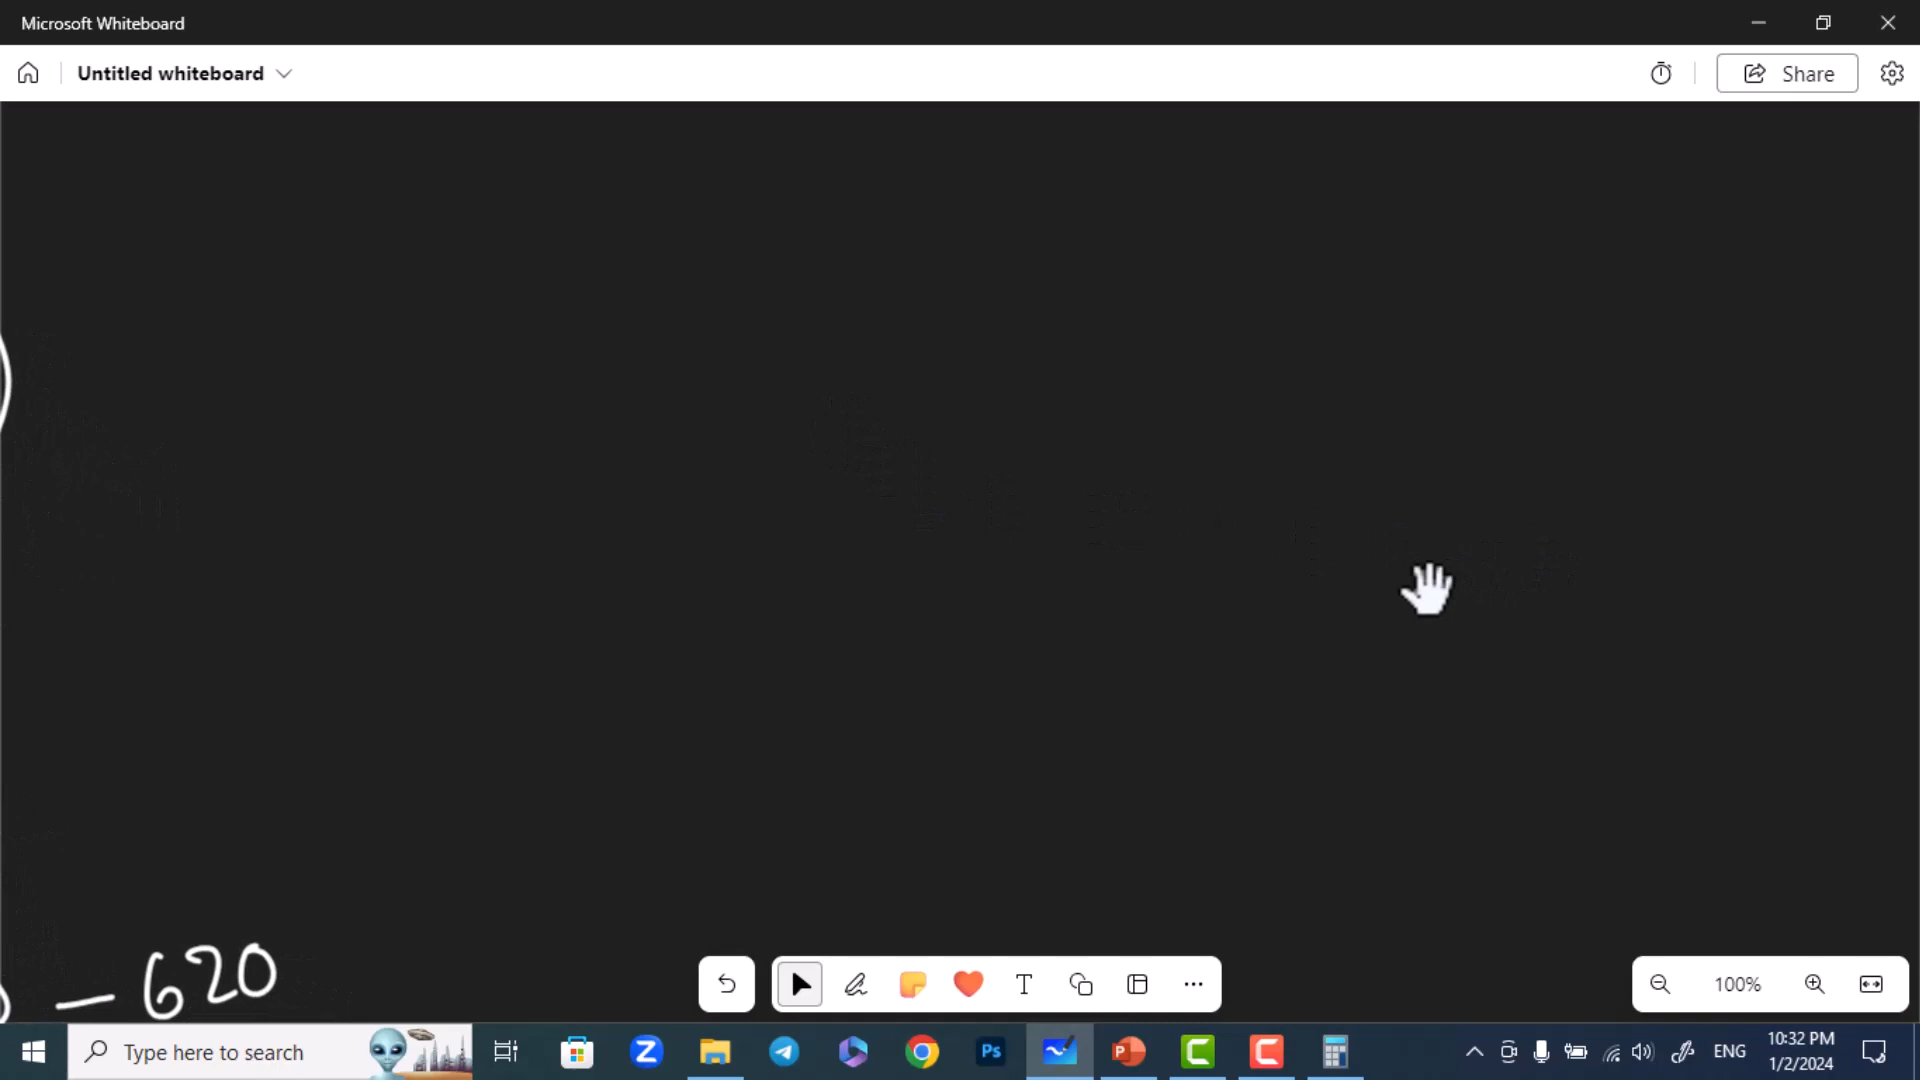 Microsoft Whiteboard
Untitled whiteboard
Share
) - 620
100%
Type here to search
ENG
10:32 PM
1/2/2024